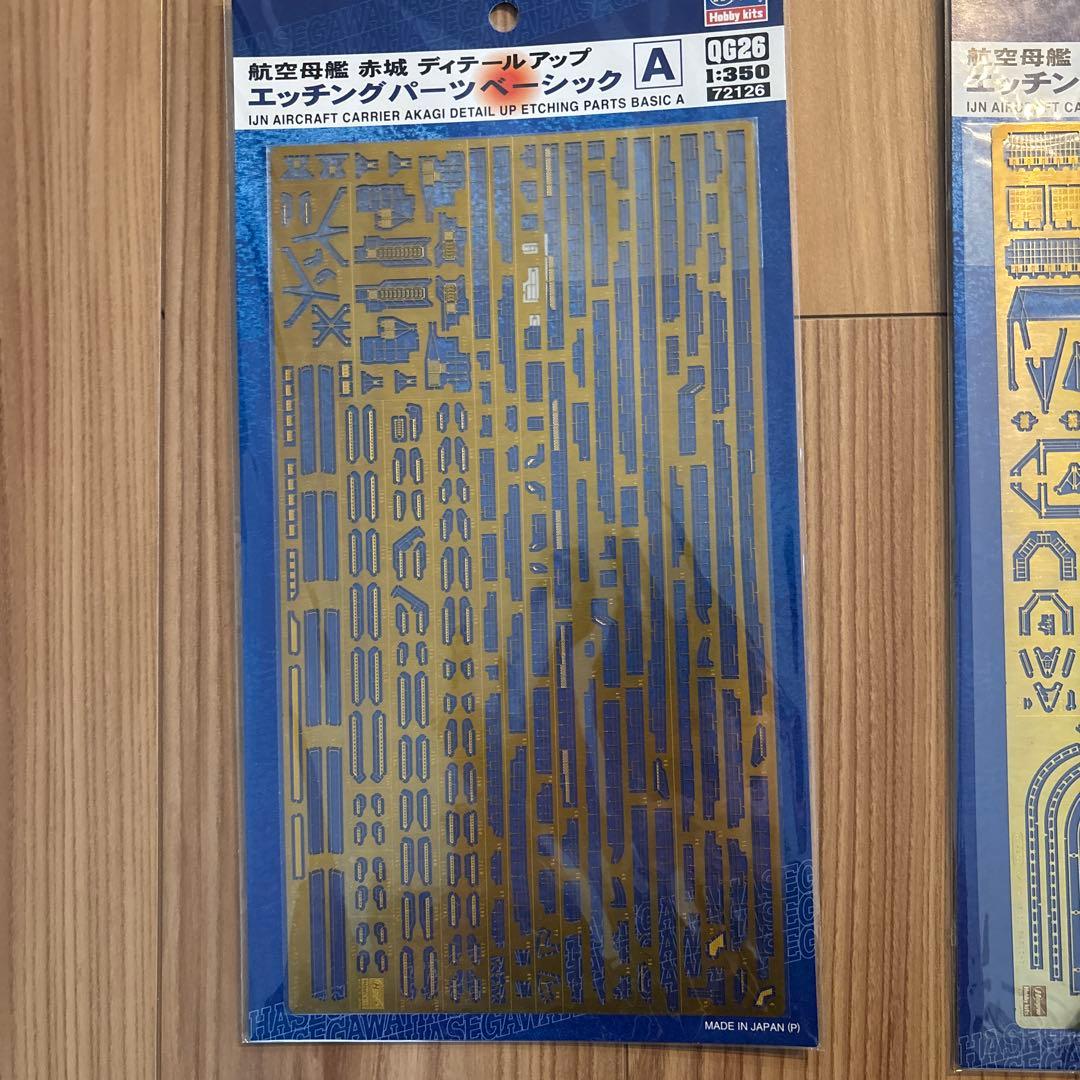 Hobby kits
航空母艦 赤城 ディテールアップ
エッチングパーツベーシック
A
QG26
1:350
72126
IJN AIRCRAFT CARRIER AKAGI DETAIL UP ETCHING PARTS BASIC A
MADE IN JAPAN (P)
航空母艦
エッチン
IJN AIRCRAFT CA